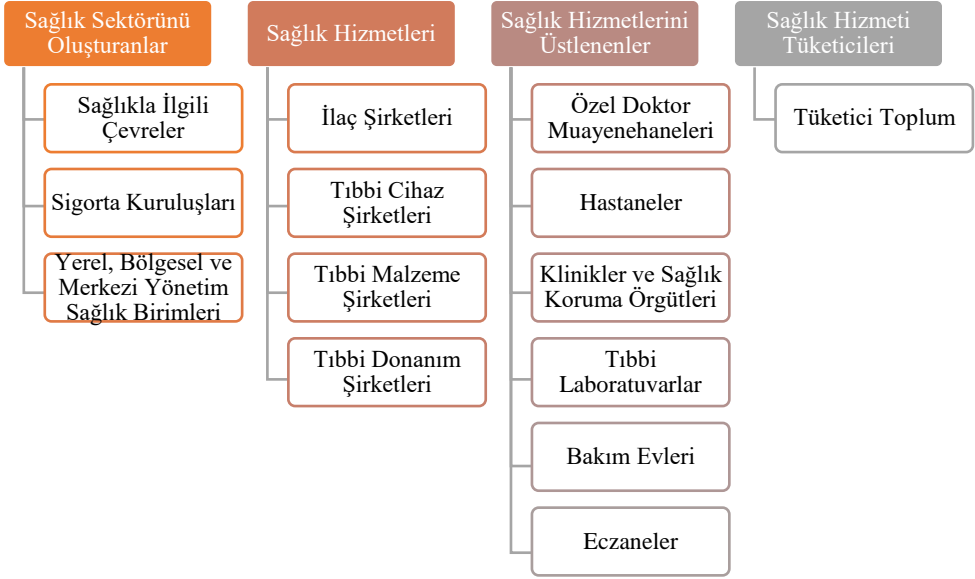 Sağlık Sektörünü
Oluşturanlar
Sağlıkla İlgili
Çevreler
Sigorta Kuruluşları
Yerel, Bölgesel ve
Merkezi Yönetim
Sağlık Birimleri
Sağlık Hizmetleri
İlaç Şirketleri
Tıbbi Cihaz
Şirketleri
Tıbbi Malzeme
Şirketleri
Tıbbi Donanım
Şirketleri
Sağlık Hizmetlerini
Üstlenenler
Özel Doktor
Muayenehaneleri
Hastaneler
Klinikler ve Sağlık
Koruma Örgütleri
Tıbbi
Laboratuvarlar
Bakım Evleri
Eczaneler
Sağlık Hizmeti
Tüketicileri
Tüketici Toplum